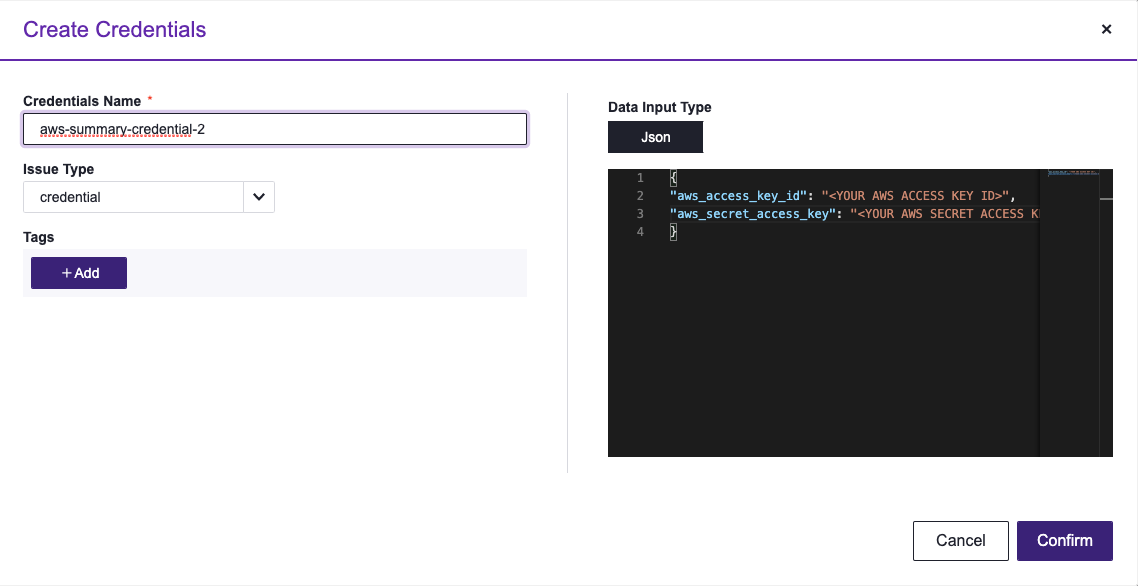 Create Credentials
×
Credentials Name *
aws-summary-credential-2
Issue Type
credential
Tags
+ Add
Data Input Type
Json
1 {
2 "aws_access_key_id": "<YOUR AWS ACCESS KEY ID>",
3 "aws_secret_access_key": "<YOUR AWS SECRET ACCESS
4 }
Cancel
Confirm